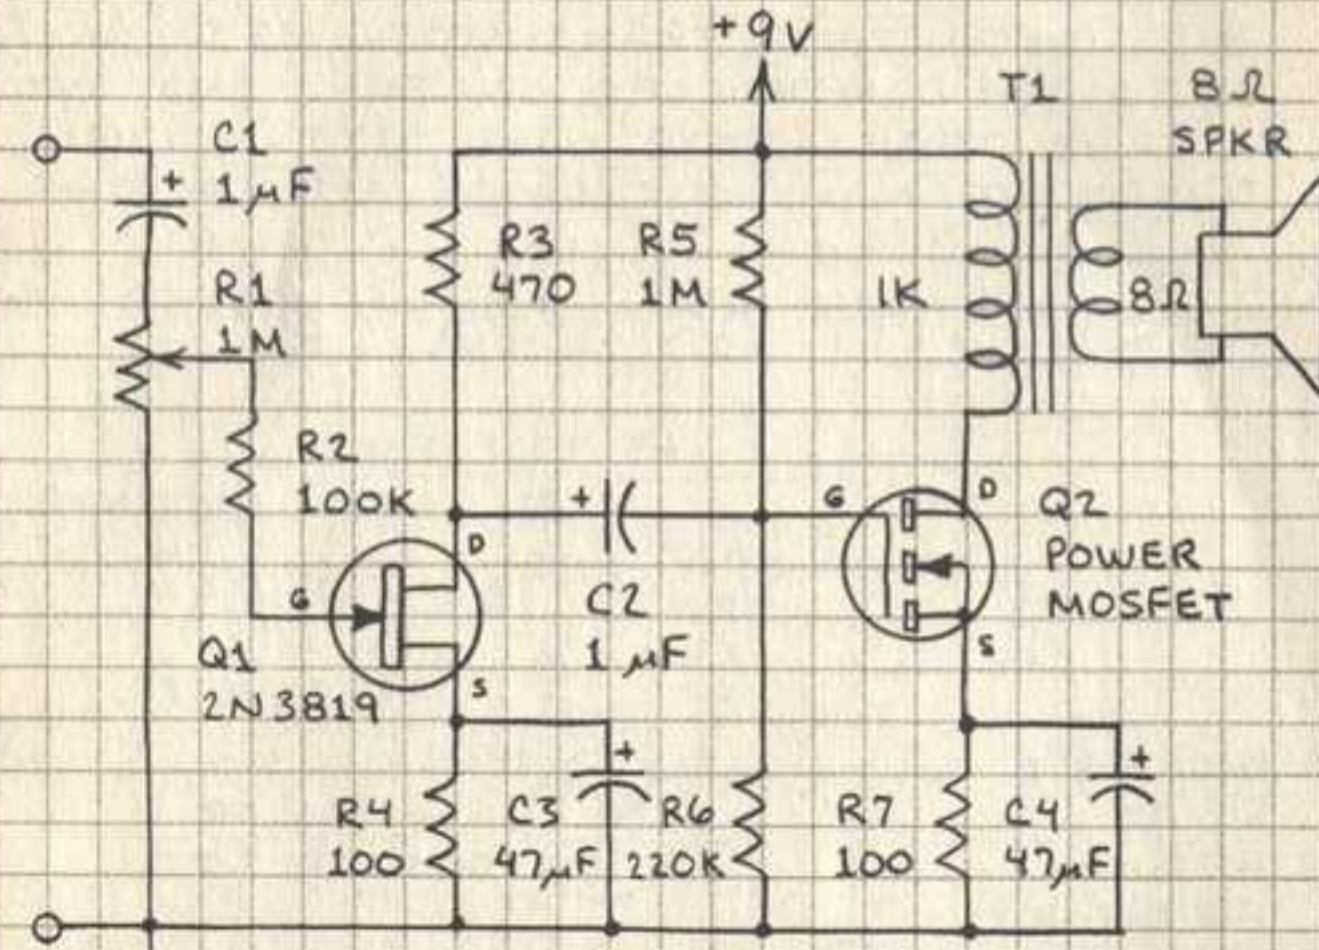 +9V
T1
8Ω
SPKR
C1
+
1µF
R3
470
R5
1M
1K
8Ω
R1
1M
R2
100K
+
G
D
Q2
POWER
MOSFET
D
C2
1µF
G
S
Q1
2N3819
S
+
+
R4
100
C3
47µF
R6
220K
R7
100
C4
47µF